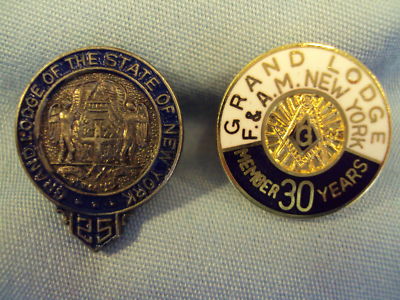 GRAND LODGE OF THE STATE OF NEW YORK
25
GRAND LODGE
F. & A.M. NEW YORK
G
MEMBER 30 YEARS